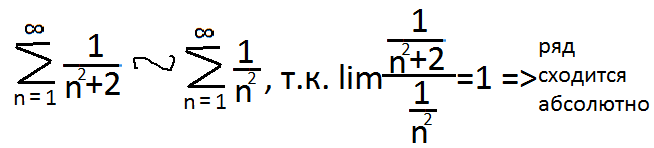 ∞∑n=1 1/(n²+2) ~ ∞∑n=1 1/n², т.к. lim (1/(n²+2))/(1/n²) =1 => ряд сходится абсолютно